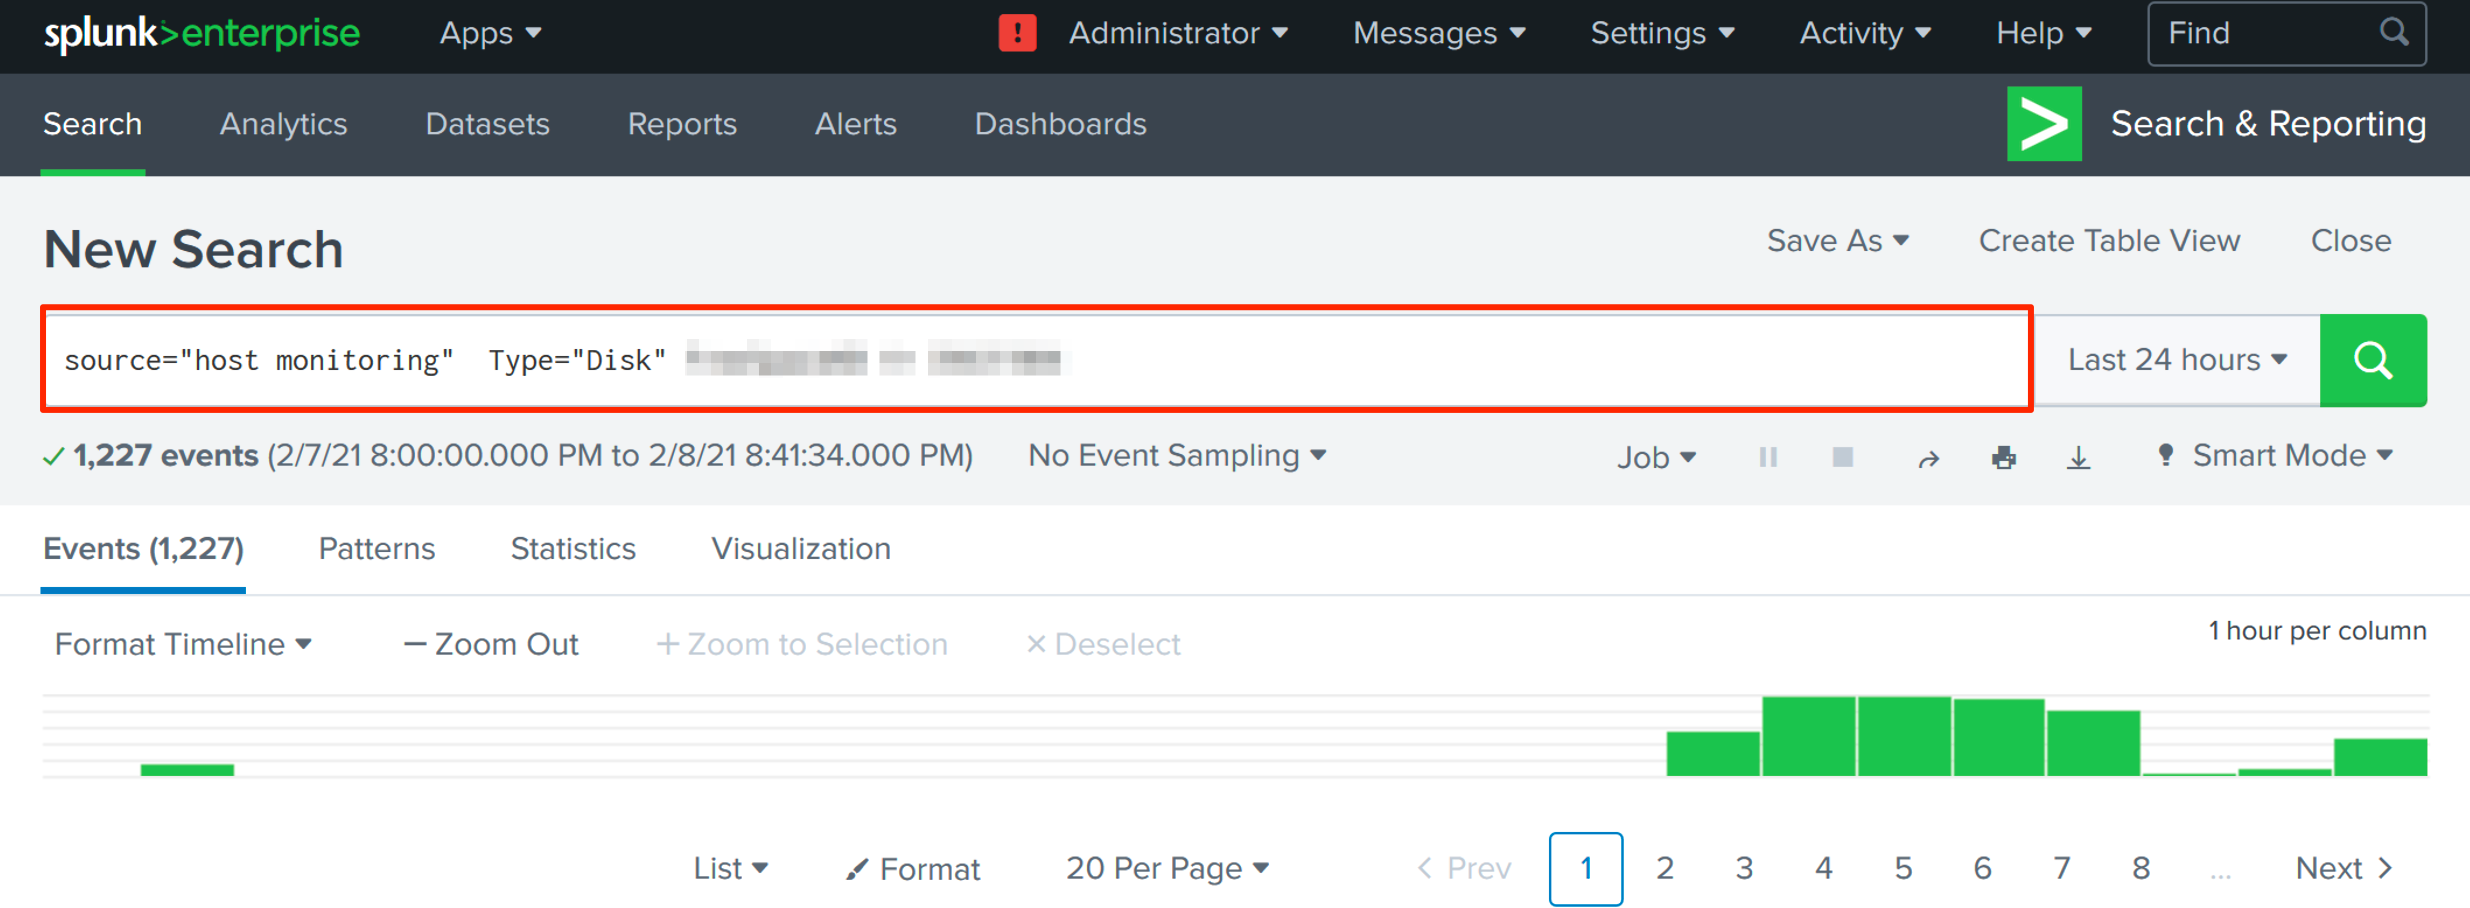 splunk>enterprise Apps ! Administrator Messages Settings Activity Help Find
Search Analytics Datasets Reports Alerts Dashboards > Search & Reporting
New Search Save As Create Table View Close
source="host monitoring" Type="Disk" Last 24 hours
✓ 1,227 events (2/7/21 8:00:00.000 PM to 2/8/21 8:41:34.000 PM) No Event Sampling Job Smart Mode
Events (1,227) Patterns Statistics Visualization
Format Timeline — Zoom Out + Zoom to Selection × Deselect 1 hour per column
List Format 20 Per Page < Prev 1 2 3 4 5 6 7 8 ... Next >